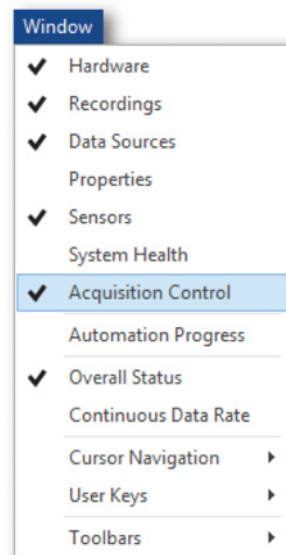 Window
Hardware
Recordings
Data Sources
Properties
Sensors
System Health
Acquisition Control
Automation Progress
Overall Status
Continuous Data Rate
Cursor Navigation
User Keys
Toolbars